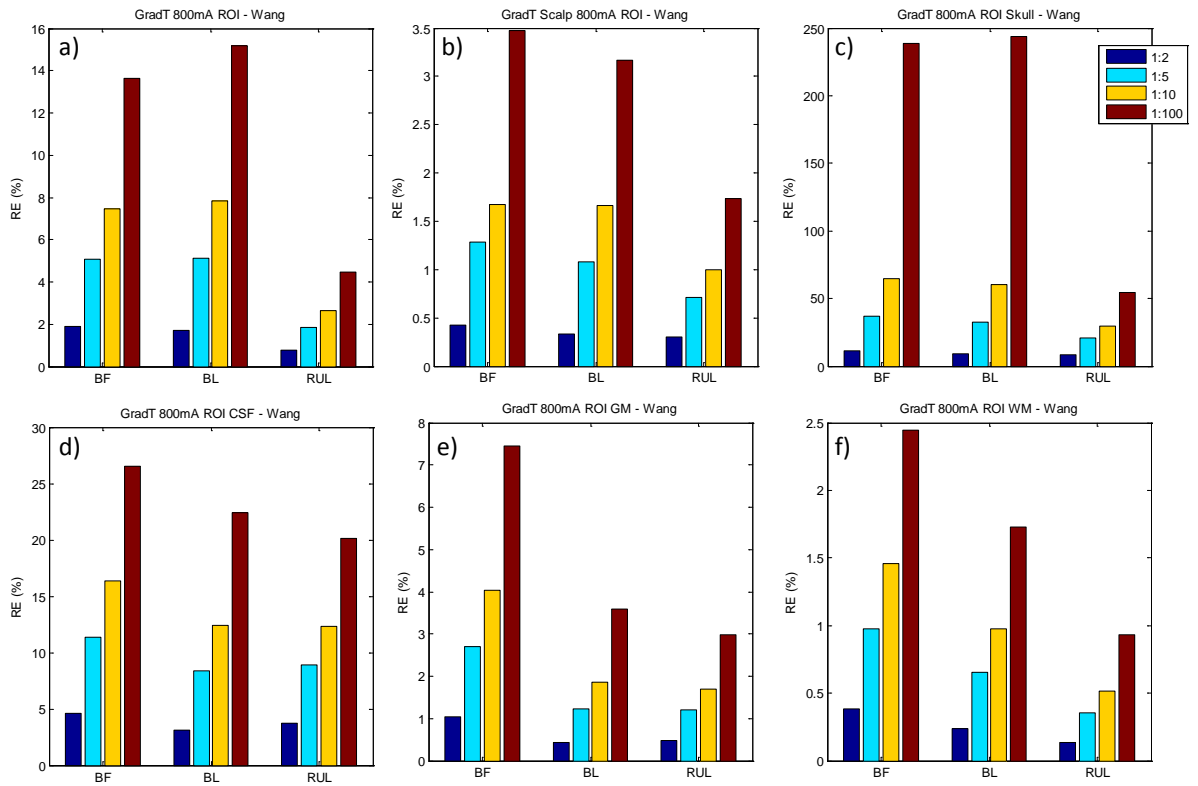 GradT 800mA ROI - Wang
a)
RE (%)
16
14
12
10
8
6
4
2
0
BF BL RUL
GradT Scalp 800mA ROI - Wang
b)
RE (%)
3.5
3
2.5
2
1.5
1
0.5
0
BF BL RUL
GradT 800mA ROI Skull - Wang
c)
RE (%)
250
200
150
100
50
0
BF BL RUL
1:2
1:5
1:10
1:100
GradT 800mA ROI CSF - Wang
d)
RE (%)
30
25
20
15
10
5
0
BF BL RUL
GradT 800mA ROI GM - Wang
e)
RE (%)
8
7
6
5
4
3
2
1
0
BF BL RUL
GradT 800mA ROI WM - Wang
f)
RE (%)
2.5
2
1.5
1
0.5
0
BF BL RUL